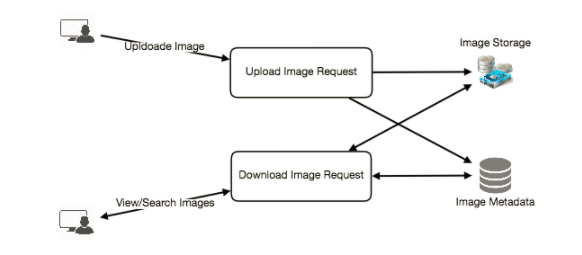 Image Storage
Upldoade Image
Upload Image Request
Download Image Request
View/Search Images
Image Metadata